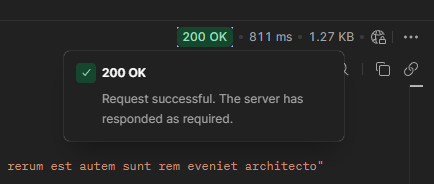 200 OK • 811 ms • 1.27 KB •
200 OK
Request successful. The server has
responded as required.
rerum est autem sunt rem eveniet architecto"